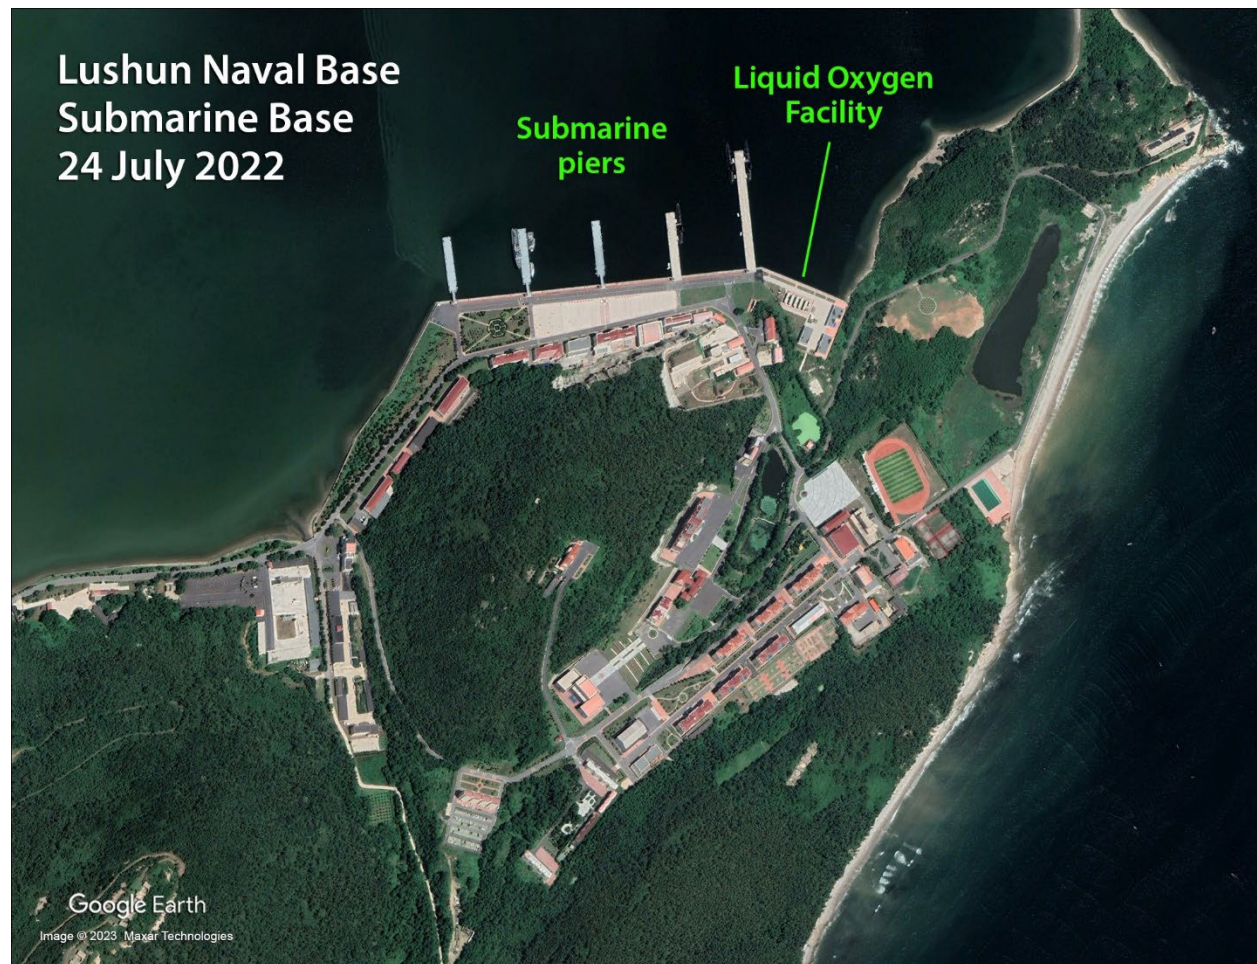 Lushun Naval Base
Submarine Base
24 July 2022
Submarine
piers
Liquid Oxygen
Facility
Google Earth
Image © 2023 Maxar Technologies